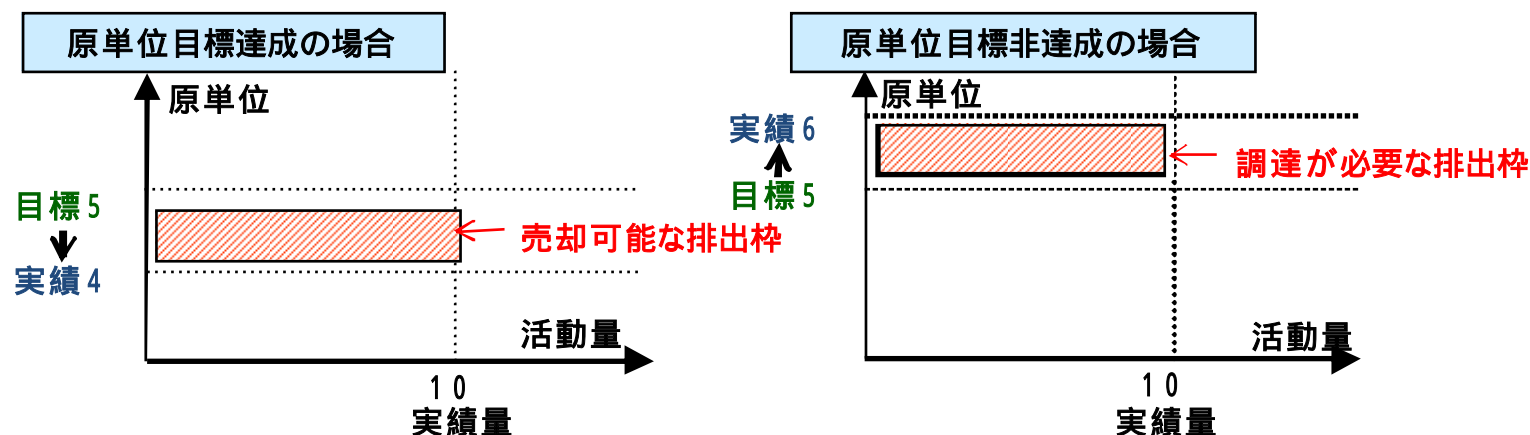 原単位目標達成の場合
原単位
目標5
実績4
売却可能な排出枠
活動量
10
実績量
原単位目標非達成の場合
原単位
実績6
目標5
調達が必要な排出枠
活動量
10
実績量